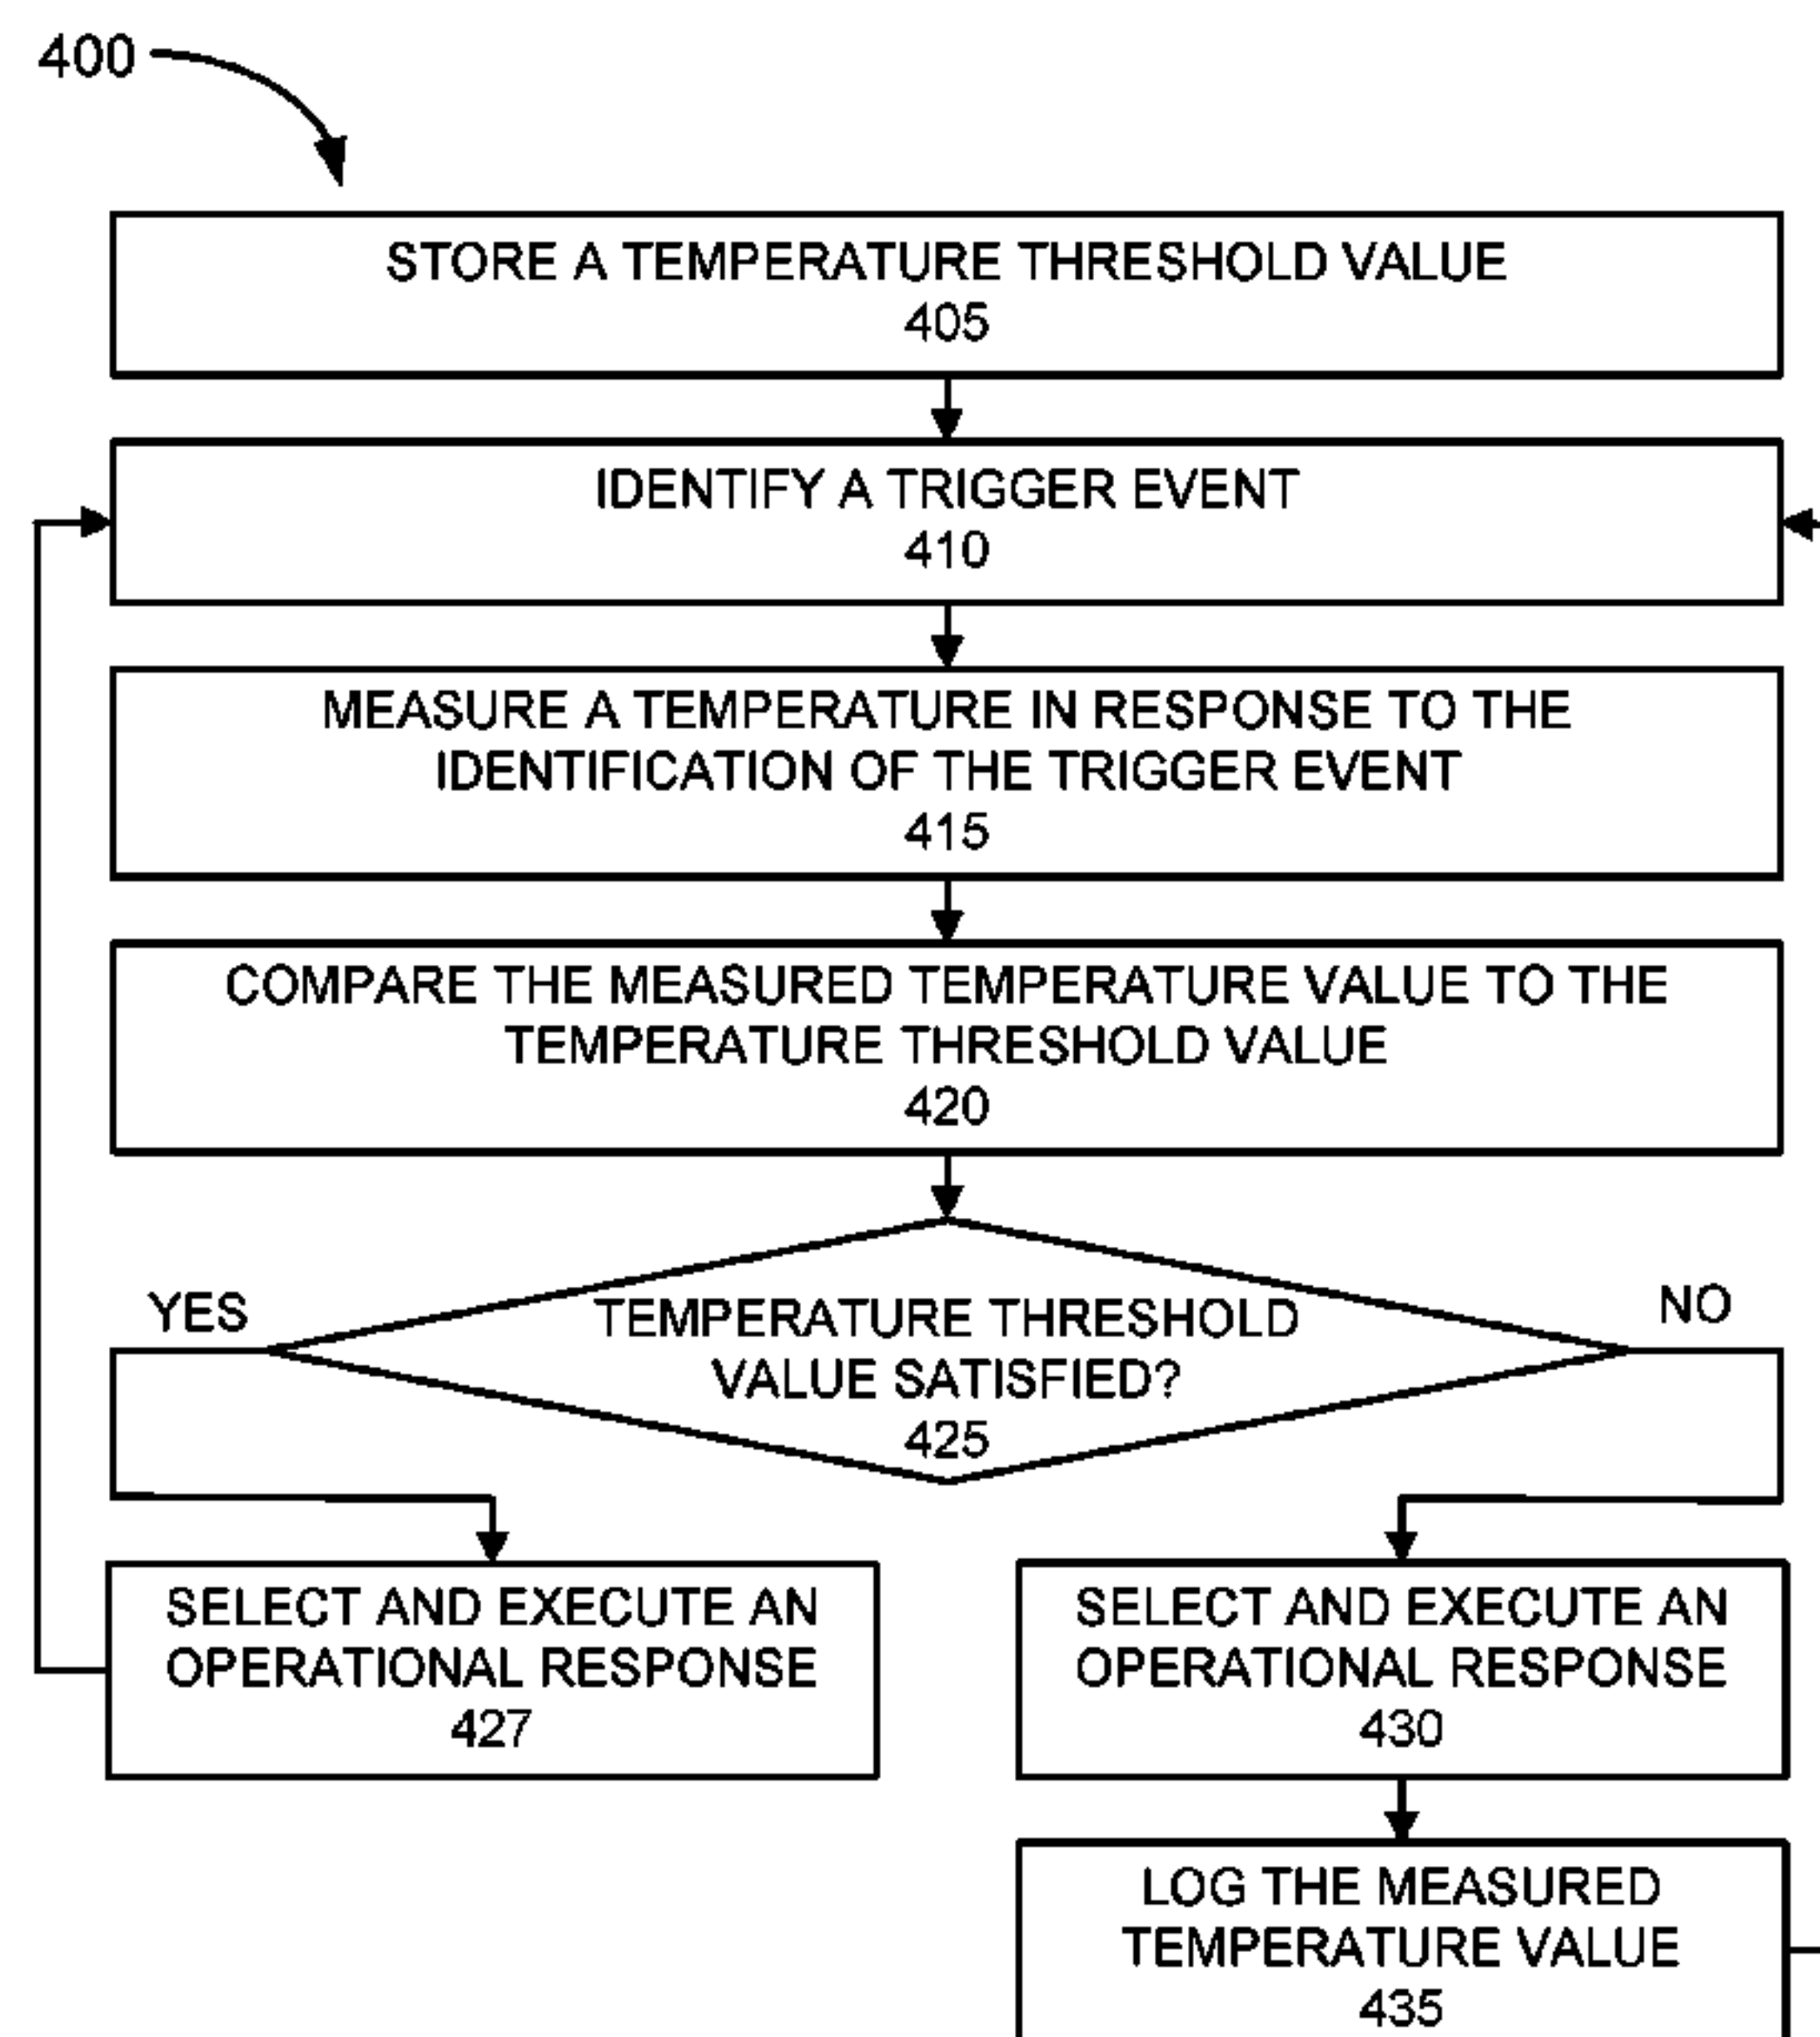 400
STORE A TEMPERATURE THRESHOLD VALUE
405
IDENTIFY A TRIGGER EVENT
410
MEASURE A TEMPERATURE IN RESPONSE TO THE
IDENTIFICATION OF THE TRIGGER EVENT
415
COMPARE THE MEASURED TEMPERATURE VALUE TO THE
TEMPERATURE THRESHOLD VALUE
420
YES
NO
TEMPERATURE THRESHOLD
VALUE SATISFIED?
425
SELECT AND EXECUTE AN
OPERATIONAL RESPONSE
427
SELECT AND EXECUTE AN
OPERATIONAL RESPONSE
430
LOG THE MEASURED
TEMPERATURE VALUE
435